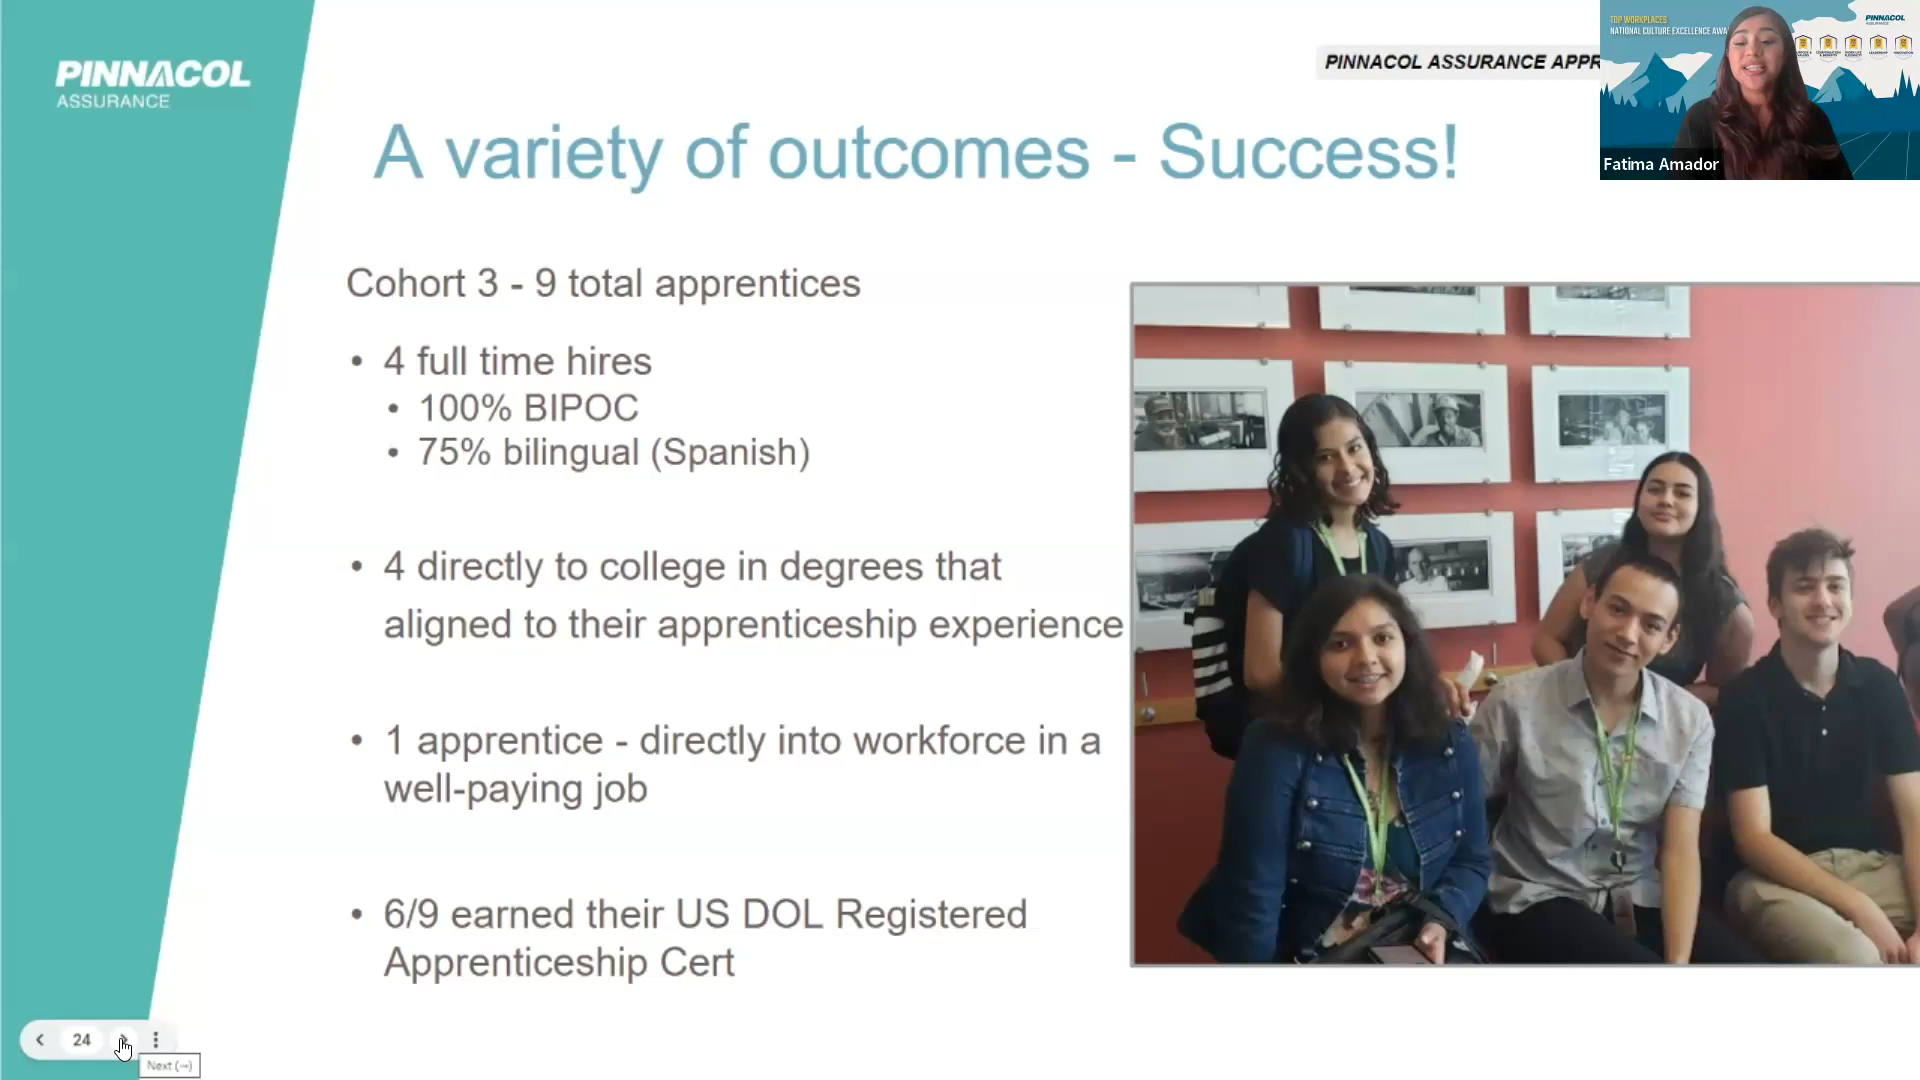 PINNACOL
ASSURANCE
PINNACOL ASSURANCE APPR
TOP WORKPLACES
NATIONAL CULTURE EXCELLENCE AWA
PINNACOL
Fatima Amador
A variety of outcomes - Success!
Cohort 3 - 9 total apprentices
• 4 full time hires
• 100% BIPOC
• 75% bilingual (Spanish)
• 4 directly to college in degrees that
aligned to their apprenticeship experience
• 1 apprentice - directly into workforce in a
well-paying job
• 6/9 earned their US DOL Registered
Apprenticeship Cert
24
Next (→)